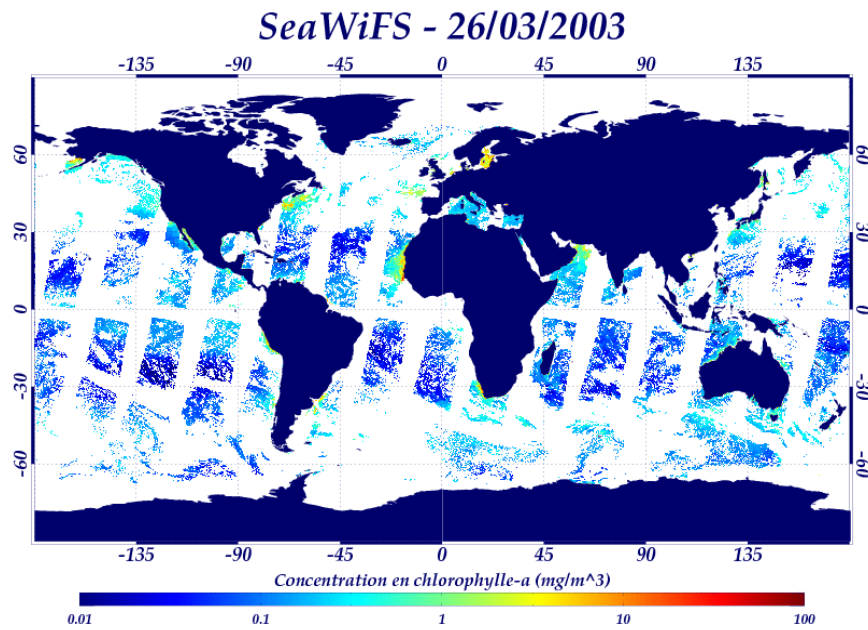 SeaWiFS - 26/03/2003
-135 -90 -45 0 45 90 135
60 60
30 30
0 0
-30 -30
-60 -60
-135 -90 -45 0 45 90 135
Concentration en chlorophylle-a (mg/m^3)
0.01 0.1 1 10 100